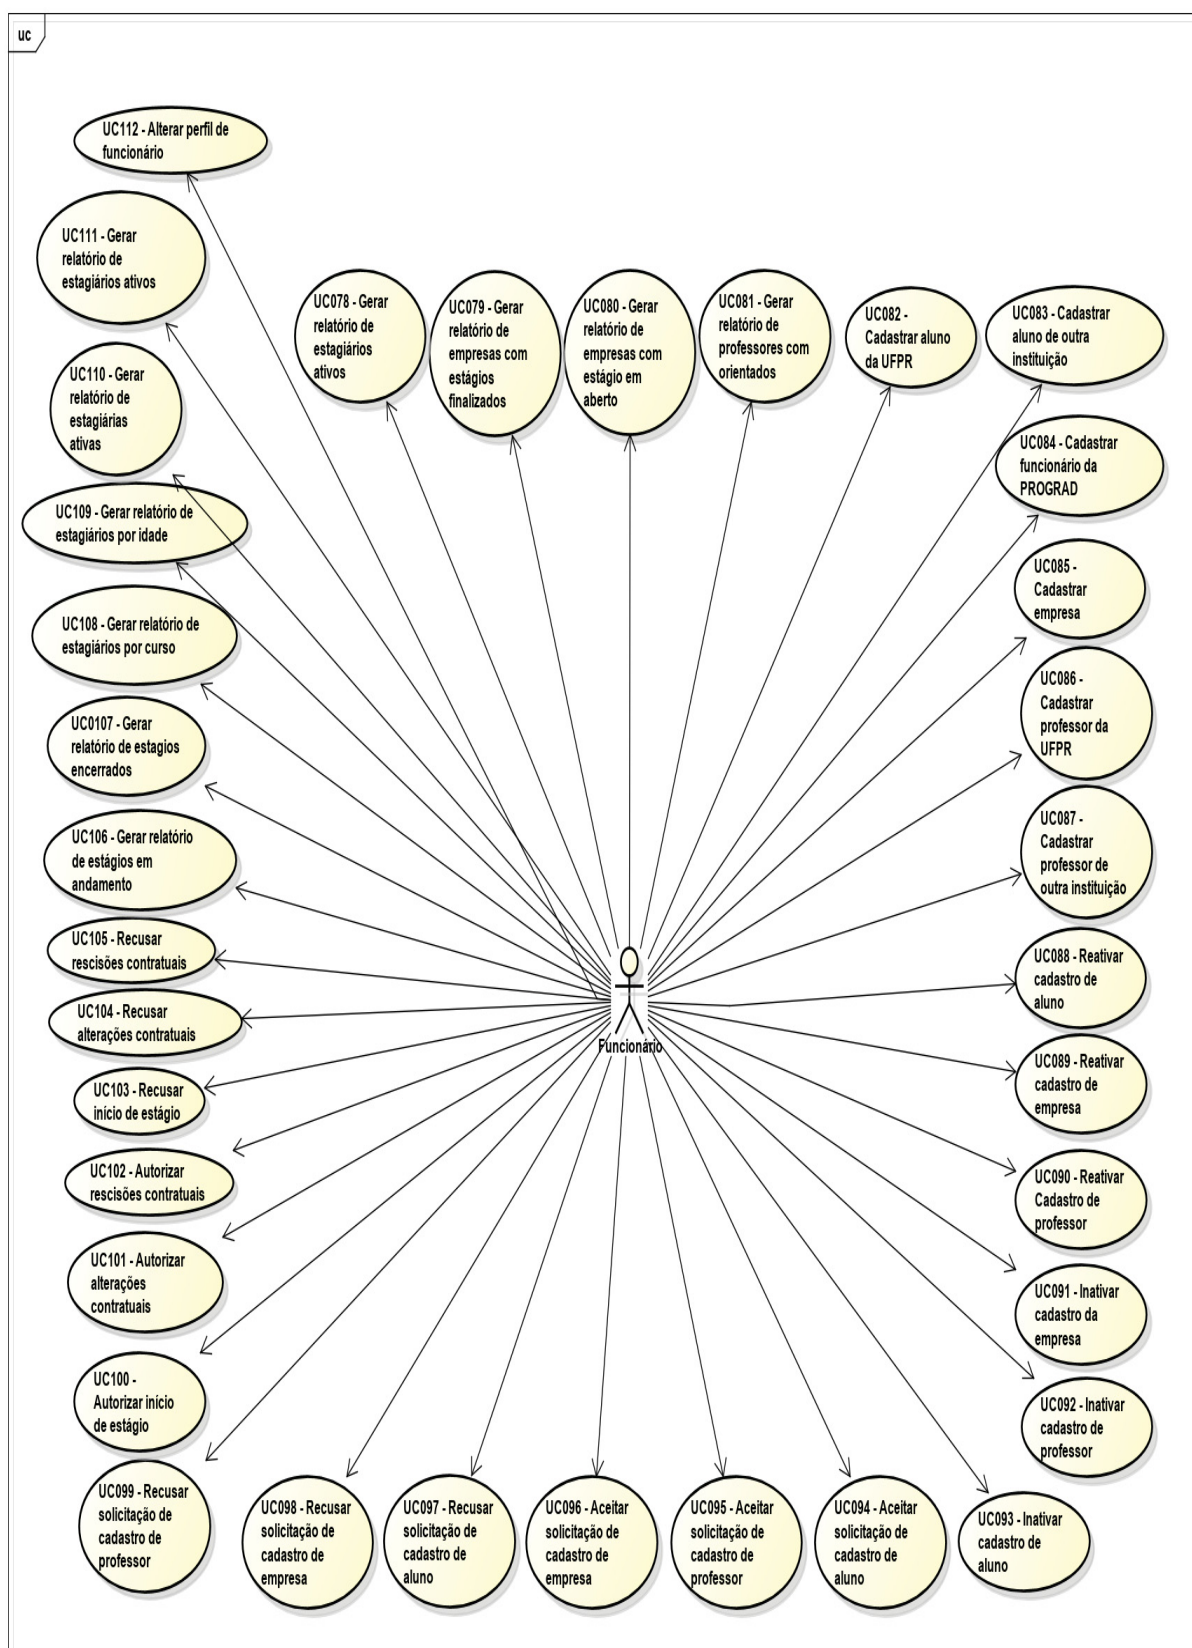 uc
UC112 - Alterar perfil de
funcionário
UC111 - Gerar
relatório de
estagiários ativos
UC110 - Gerar
relatório de
estagiárias
ativas
UC109 - Gerar relatório de
estagiários por idade
UC108 - Gerar relatório de
estagiários por curso
UC0107 - Gerar
relatório de estagios
encerrados
UC106 - Gerar relatório
de estágios em
andamento
UC105 - Recusar
rescisões contratuais
UC104 - Recusar
alterações contratuais
UC103 - Recusar
início de estágio
UC102 - Autorizar
rescisões contratuais
UC101 - Autorizar
alterações
contratuais
UC100 -
Autorizar início
de estágio
UC099 - Recusar
solicitação de
cadastro de
professor
UC078 - Gerar
relatório de
estagiários
ativos
UC079 - Gerar
relatório de
empresas com
estágios
finalizados
UC080 - Gerar
relatório de
empresas com
estágio em
aberto
UC081 - Gerar
relatório de
professores com
orientados
UC082 -
Cadastrar aluno
da UFPR
UC083 - Cadastrar
aluno de outra
instituição
UC084 - Cadastrar
funcionário da
PROGRAD
UC085 -
Cadastrar
empresa
UC086 -
Cadastrar
professor da
UFPR
UC087 -
Cadastrar
professor de
outra instituição
UC088 - Reativar
cadastro de
aluno
UC089 - Reativar
cadastro de
empresa
UC090 - Reativar
Cadastro de
professor
UC091 - Inativar
cadastro da
empresa
UC092 - Inativar
cadastro de
professor
Funcionário
UC098 - Recusar
solicitação de
cadastro de
empresa
UC097 - Recusar
solicitação de
cadastro de
aluno
UC096 - Aceitar
solicitação de
cadastro de
empresa
UC095 - Aceitar
solicitação de
cadastro de
professor
UC094 - Aceitar
solicitação de
cadastro de
aluno
UC093 - Inativar
cadastro de
aluno